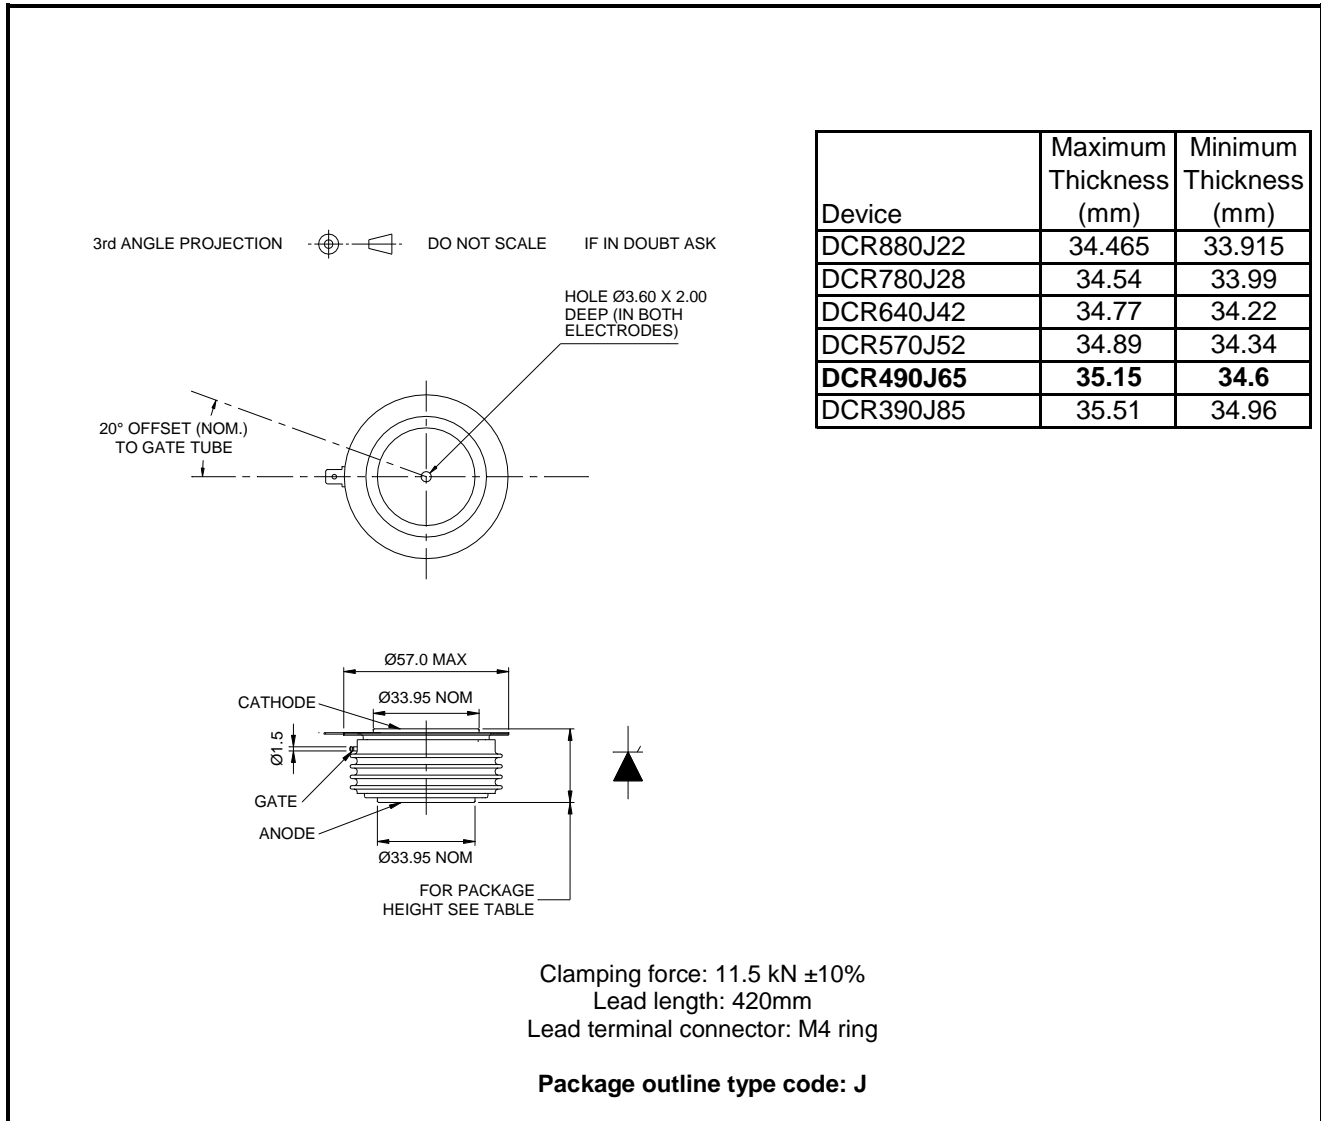 Device Maximum Thickness (mm) Minimum Thickness (mm)
DCR880J22 34.465 33.915
DCR780J28 34.54 33.99
DCR640J42 34.77 34.22
DCR570J52 34.89 34.34
DCR490J65 35.15 34.6
DCR390J85 35.51 34.96
3rd ANGLE PROJECTION DO NOT SCALE IF IN DOUBT ASK
HOLE Ø3.60 X 2.00
DEEP (IN BOTH
ELECTRODES)
20° OFFSET (NOM.)
TO GATE TUBE
Ø57.0 MAX
CATHODE
Ø33.95 NOM
Ø1.5
GATE
ANODE
Ø33.95 NOM
FOR PACKAGE
HEIGHT SEE TABLE
Clamping force: 11.5 kN ±10%
Lead length: 420mm
Lead terminal connector: M4 ring
Package outline type code: J